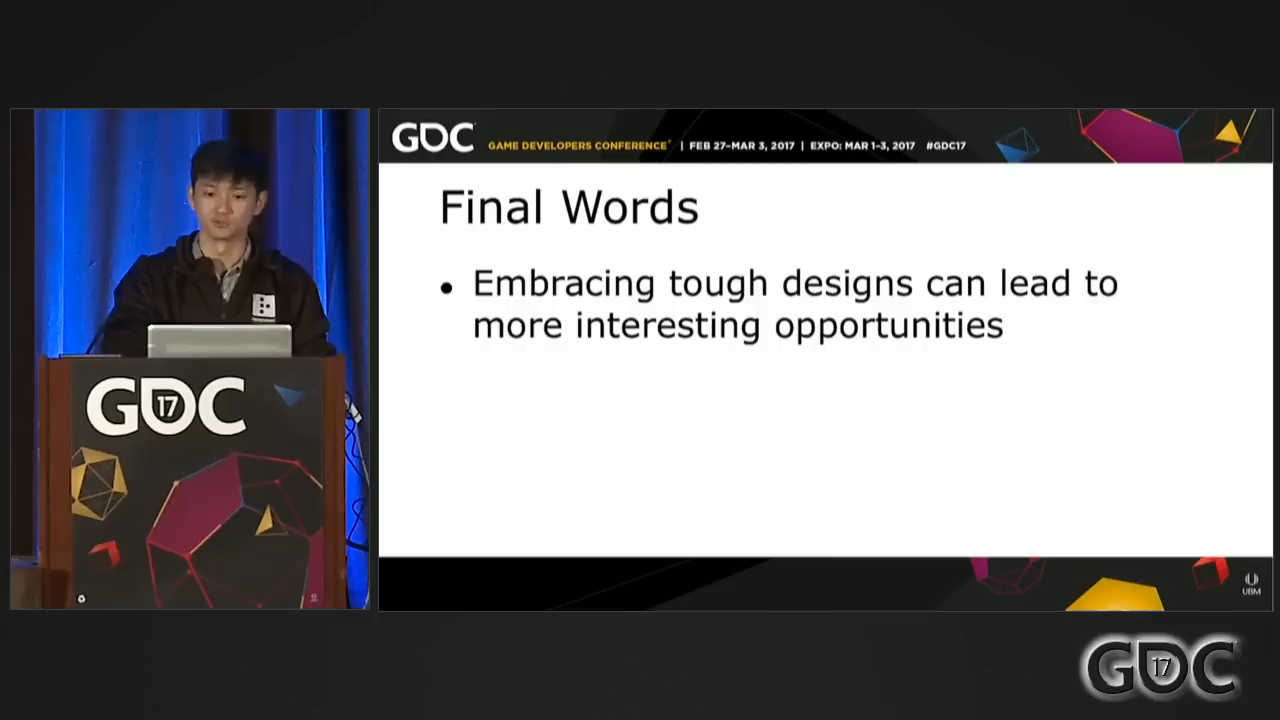 GDC
GAME DEVELOPERS CONFERENCE® | FEB 27–MAR 3, 2017 | EXPO: MAR 1–3, 2017 #GDC17
Final Words
• Embracing tough designs can lead to
more interesting opportunities
GDC
17
UBM
GDC
17